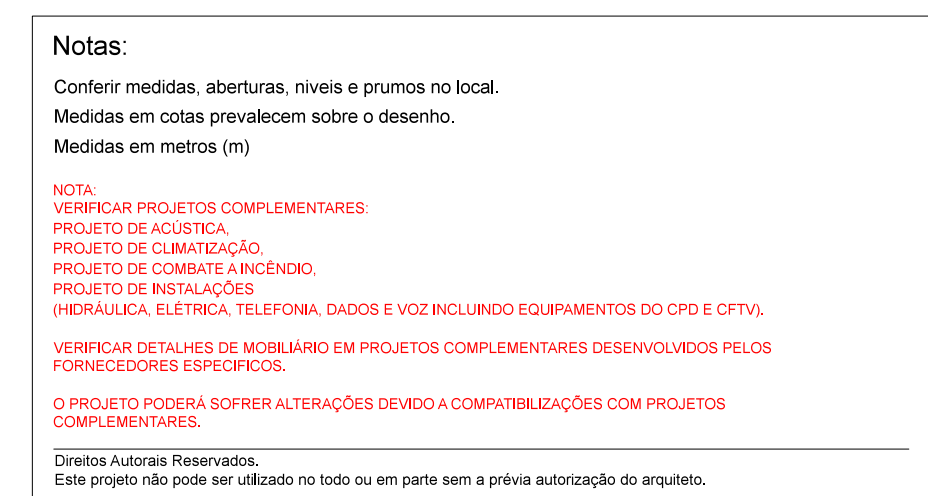 Notas:
Conferir medidas, aberturas, niveis e prumos no local.
Medidas em cotas prevalecem sobre o desenho.
Medidas em metros (m)
NOTA:
VERIFICAR PROJETOS COMPLEMENTARES:
PROJETO DE ACÚSTICA,
PROJETO DE CLIMATIZAÇÃO,
PROJETO DE COMBATE A INCÊNDIO,
PROJETO DE INSTALAÇÕES
(HIDRÁULICA, ELÉTRICA, TELEFONIA, DADOS E VOZ INCLUINDO EQUIPAMENTOS DO CPD E CFTV).
VERIFICAR DETALHES DE MOBILIÁRIO EM PROJETOS COMPLEMENTARES DESENVOLVIDOS PELOS
FORNECEDORES ESPECIFICOS.
O PROJETO PODERÁ SOFRER ALTERAÇÕES DEVIDO A COMPATIBILIZAÇÕES COM PROJETOS
COMPLEMENTARES.
Direitos Autorais Reservados.
Este projeto não pode ser utilizado no todo ou em parte sem a prévia autorização do arquiteto.